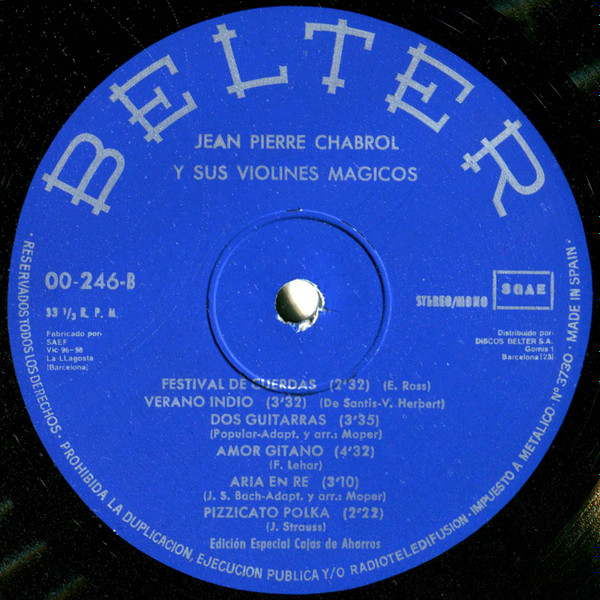 BELTER
JEAN PIERRE CHABROL
Y SUS VIOLINES MAGICOS
00-246-B
33 1/3 R. P. M.
Fabricado por:
SAEF
Vic 96-98
La LLagosta
(Barcelona)
STEREO/MONO
SGAE
Distribuido por:
DISCOS BELTER S.A.
Gomis 1
Barcelona (23)
FESTIVAL DE CUERDAS (2'32) (E. Ross)
VERANO INDIO (3'32) (De Santis-V. Herbert)
DOS GUITARRAS (3'35)
(Popular-Adapt. y arr.: Moper)
AMOR GITANO (4'32)
(F. Lehar)
ARIA EN RE (3'10)
(J. S. Bach-Adapt. y arr.: Moper)
PIZZICATO POLKA (2'22)
(J. Strauss)
Edición Especial Cajas de Ahorros
· RESERVADOS TODOS LOS DERECHOS · PROHIBIDA LA DUPLICACION, EJECUCION PUBLICA Y/O RADIOTELEDIFUSION · IMPUESTO A METALICO · Nº 3730 · MADE IN SPAIN ·